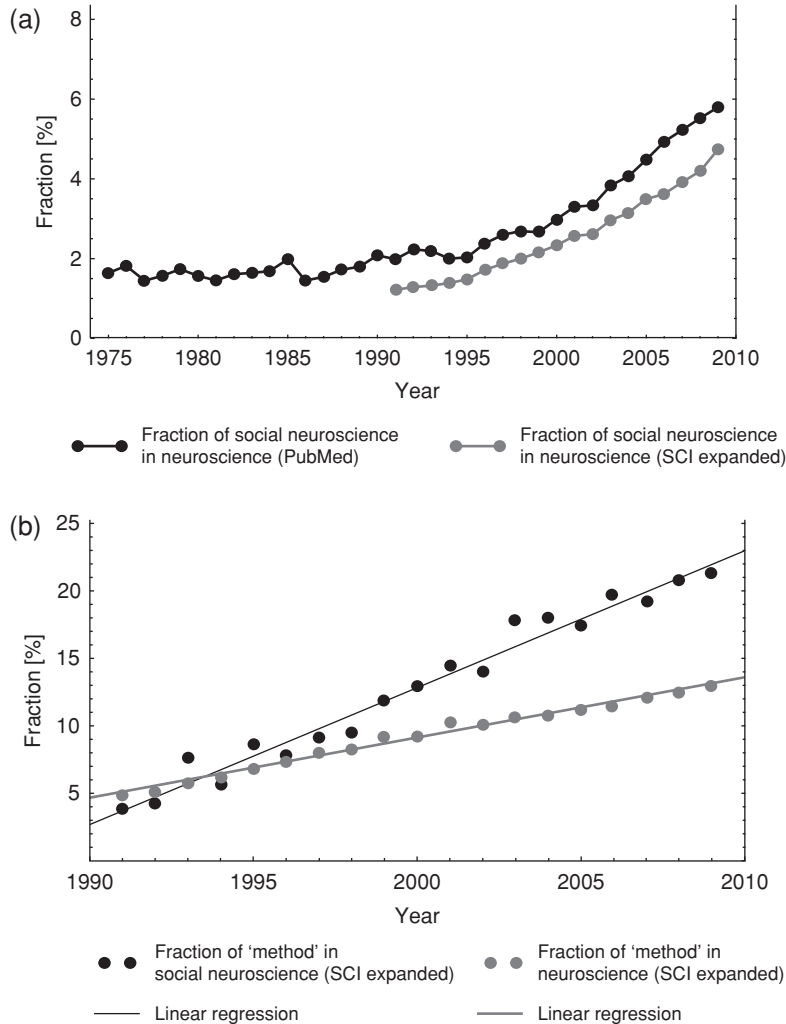 (a)
8
6
4
2
0
Fraction [%]
1975 1980 1985 1990 1995 2000 2005 2010
Year
Fraction of social neuroscience
in neuroscience (PubMed)
Fraction of social neuroscience
in neuroscience (SCI expanded)
(b)
25
20
15
10
5
Fraction [%]
1990 1995 2000 2005 2010
Year
Fraction of ‘method’ in
social neuroscience (SCI expanded)
Fraction of ‘method’ in
neuroscience (SCI expanded)
Linear regression
Linear regression